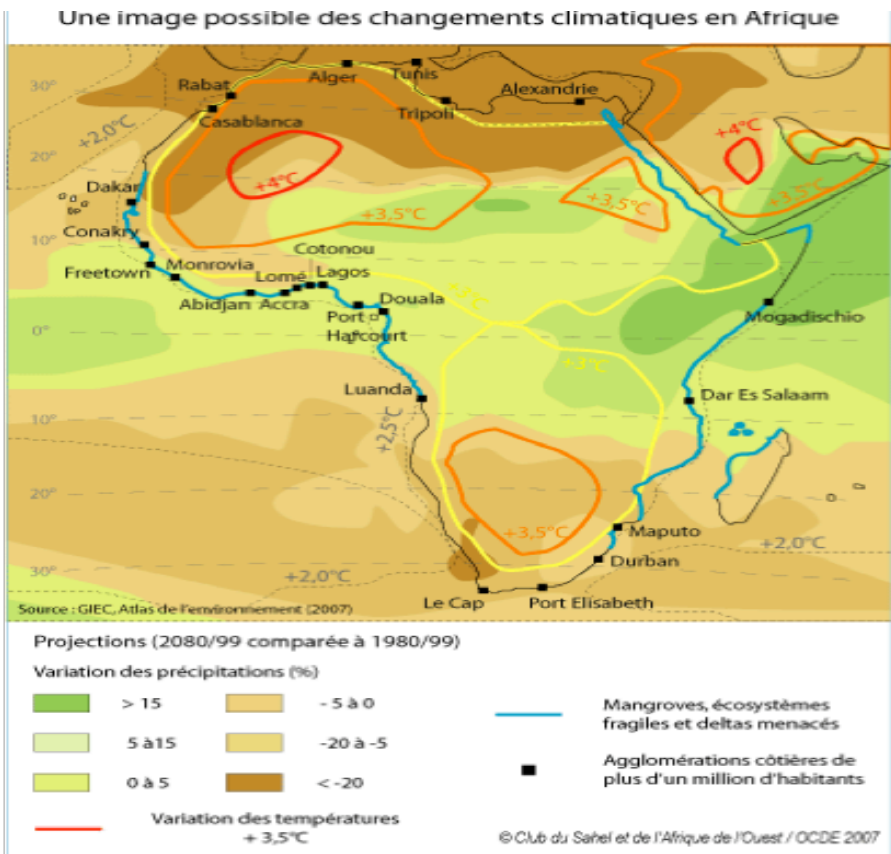 Une image possible des changements climatiques en Afrique
30°
Rabat
Alger
Tunis
Alexandrie
Casablanca
Tripoli
+2,0°C
+4°C
+4°C
20°
Dakar
+3,5°C
+3,5°C
+3,5°C
Conakry
10°
Cotonou
Freetown
Monrovia
Lomé
Lagos
+3°C
Abidjan
Accra
Douala
Port
Harcourt
Mogadischio
0°
+3°C
Luanda
Dar Es Salaam
10°
+2,5°C
20°
+3,5°C
Maputo
+2,0°C
Durban
30°
+2,0°C
Le Cap
Port Elisabeth
Source : GIEC, Atlas de l'environnement (2007)
Projections (2080/99 comparée à 1980/99)
Variation des précipitations (%)
> 15
- 5 à 0
5 à15
-20 à -5
0 à 5
< -20
Mangroves, écosystèmes
fragiles et deltas menacés
Agglomérations côtières de
plus d'un million d'habitants
Variation des températures
+ 3,5°C
© Club du Sahel et de l'Afrique de l'Ouest / OCDE 2007